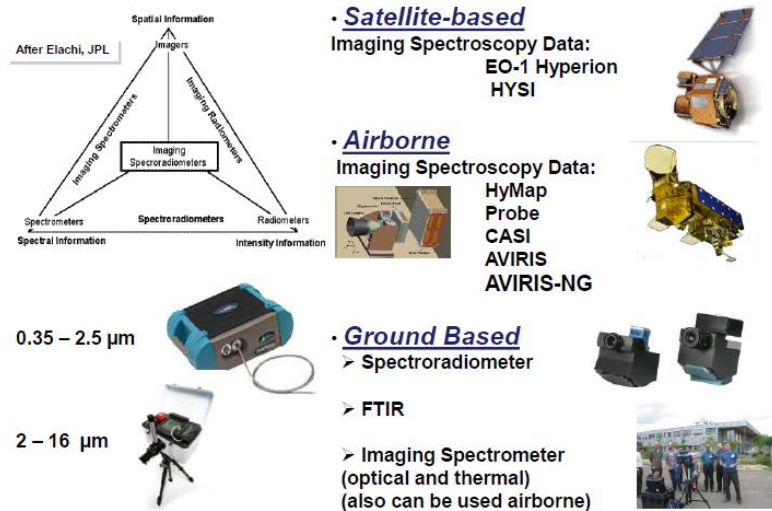 Spatial Information
After Elachi, JPL
Imagers
Imaging Spectrometers
Imaging Radiometers
Imaging
Specroradiometers
Spectrometers
Spectroradiometers
Radiometers
Spectral Information
Intensity Information
0.35 – 2.5 µm
2 – 16 µm
· Satellite-based
Imaging Spectroscopy Data:
EO-1 Hyperion
HYSI
· Airborne
Imaging Spectroscopy Data:
HyMap
Probe
CASI
AVIRIS
AVIRIS-NG
· Ground Based
➢ Spectroradiometer
➢ FTIR
➢ Imaging Spectrometer
(optical and thermal)
(also can be used airborne)